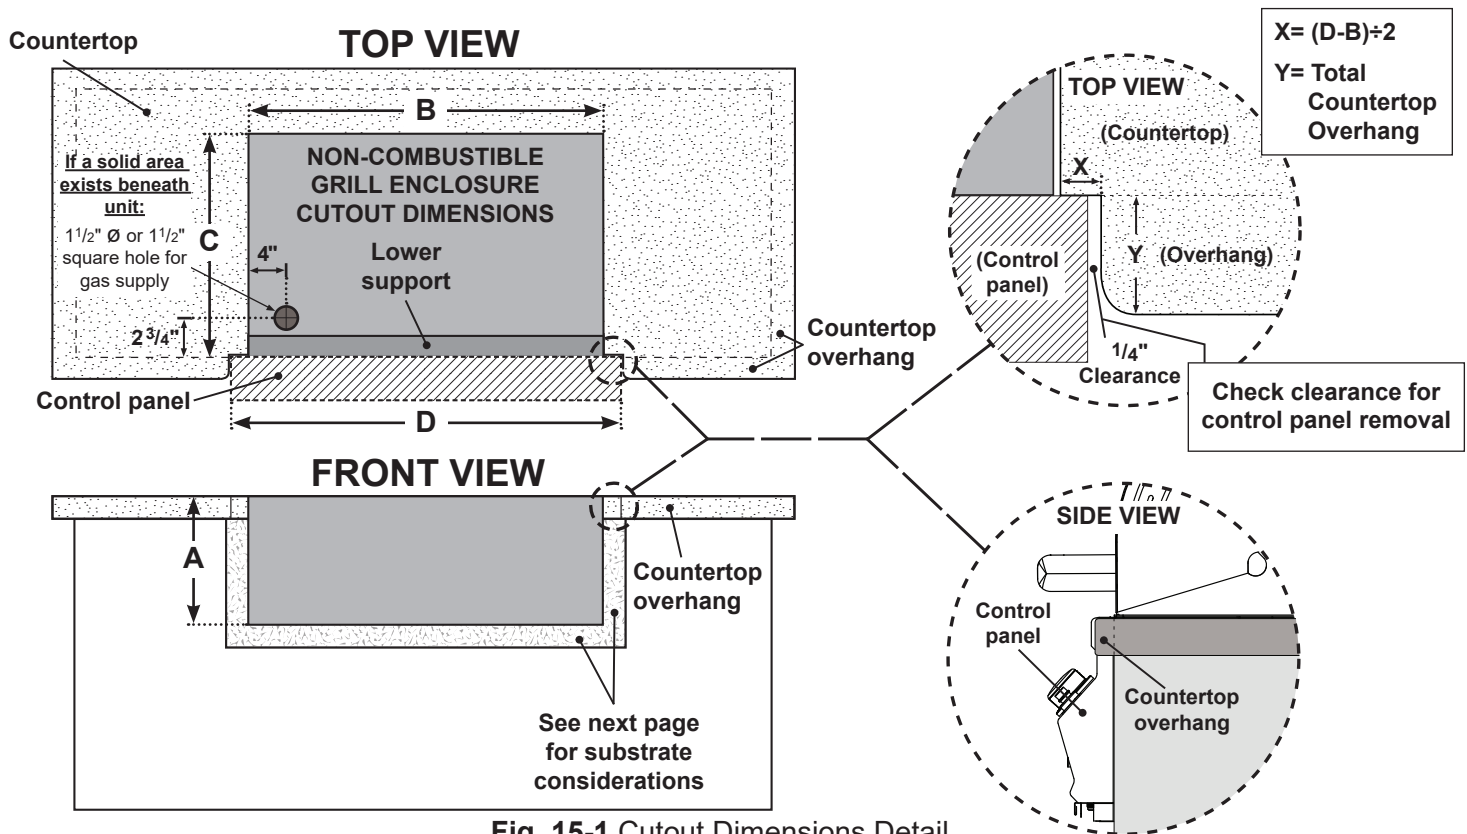 Countertop
TOP VIEW
B
NON-COMBUSTIBLE
GRILL ENCLOSURE
CUTOUT DIMENSIONS
If a solid area
exists beneath
unit:
1 1/2" Ø or 1 1/2"
square hole for
gas supply
C
4"
Lower
support
2 3/4"
Countertop
overhang
Control panel
D
X= (D-B)÷2
Y= Total
Countertop
Overhang
TOP VIEW
(Countertop)
X
(Control
panel)
Y (Overhang)
1/4"
Clearance
Check clearance for
control panel removal
FRONT VIEW
A
Countertop
overhang
See next page
for substrate
considerations
SIDE VIEW
Control
panel
Countertop
overhang
Fig. 15-1 Cutout Dimensions Detail